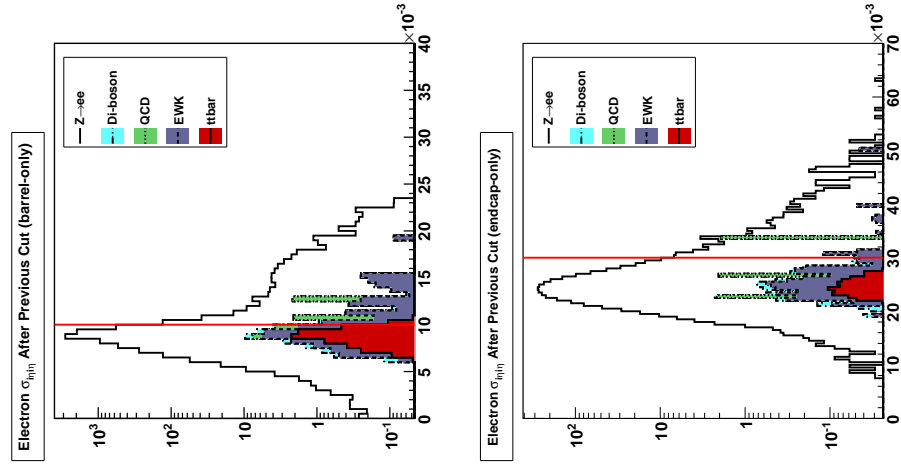 Electron σiηiη After Previous Cut (barrel-only)
Z→ee
Di-boson
QCD
EWK
ttbar
10³
10²
10
1
10⁻¹
0 5 10 15 20 25 30 35 40
×10⁻³
Electron σiηiη After Previous Cut (endcap-only)
Z→ee
Di-boson
QCD
EWK
ttbar
10²
10
1
10⁻¹
0 10 20 30 40 50 60 70
×10⁻³